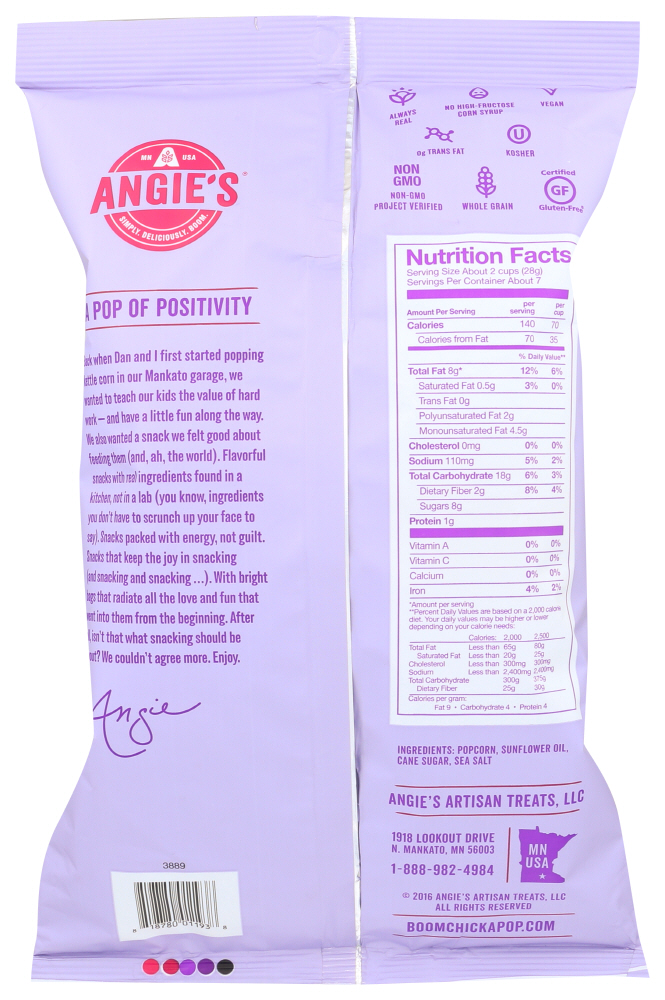 MN USA
ANGIE'S
SIMPLY. DELICIOUSLY. BOOM.
A POP OF POSITIVITY
when Dan and I first started popping
kettle corn in our Mankato garage, we
wanted to teach our kids the value of hard
work – and have a little fun along the way.
We also wanted a snack we felt good about
feeding them (and, ah, the world). Flavorful
snacks with real ingredients found in a
kitchen, not in a lab (you know, ingredients
you don't have to scrunch up your face to
say). Snacks packed with energy, not guilt.
Snacks that keep the joy in snacking
(and snacking and snacking ...). With bright
bags that radiate all the love and fun that
went into them from the beginning. After
isn't that what snacking should be
We couldn't agree more. Enjoy.
Angie
3889
8 18780 01193 8
ALWAYS REAL
NO HIGH-FRUCTOSE CORN SYRUP
VEGAN
0g TRANS FAT
U
KOSHER
NON GMO
NON-GMO PROJECT VERIFIED
WHOLE GRAIN
Certified
GF
Gluten-Free
Nutrition Facts
Serving Size About 2 cups (28g)
Servings Per Container About 7
Amount Per Serving per serving per cup
Calories 140 70
Calories from Fat 70 35
% Daily Value**
Total Fat 8g* 12% 6%
Saturated Fat 0.5g 3% 0%
Trans Fat 0g
Polyunsaturated Fat 2g
Monounsaturated Fat 4.5g
Cholesterol 0mg 0% 0%
Sodium 110mg 5% 2%
Total Carbohydrate 18g 6% 3%
Dietary Fiber 2g 8% 4%
Sugars 8g
Protein 1g
Vitamin A 0% 0%
Vitamin C 0% 0%
Calcium 0% 0%
Iron 4% 2%
*Amount per serving
**Percent Daily Values are based on a 2,000 calorie
diet. Your daily values may be higher or lower
depending on your calorie needs:
Calories: 2,000 2,500
Total Fat Less than 65g 80g
Saturated Fat Less than 20g 25g
Cholesterol Less than 300mg 300mg
Sodium Less than 2,400mg 2,400mg
Total Carbohydrate 300g 375g
Dietary Fiber 25g 30g
Calories per gram:
Fat 9 • Carbohydrate 4 • Protein 4
INGREDIENTS: POPCORN, SUNFLOWER OIL,
CANE SUGAR, SEA SALT
ANGIE'S ARTISAN TREATS, LLC
1918 LOOKOUT DRIVE
N. MANKATO, MN 56003
1-888-982-4984
MN
USA
© 2016 ANGIE'S ARTISAN TREATS, LLC
ALL RIGHTS RESERVED
BOOMCHICKAPOP.COM